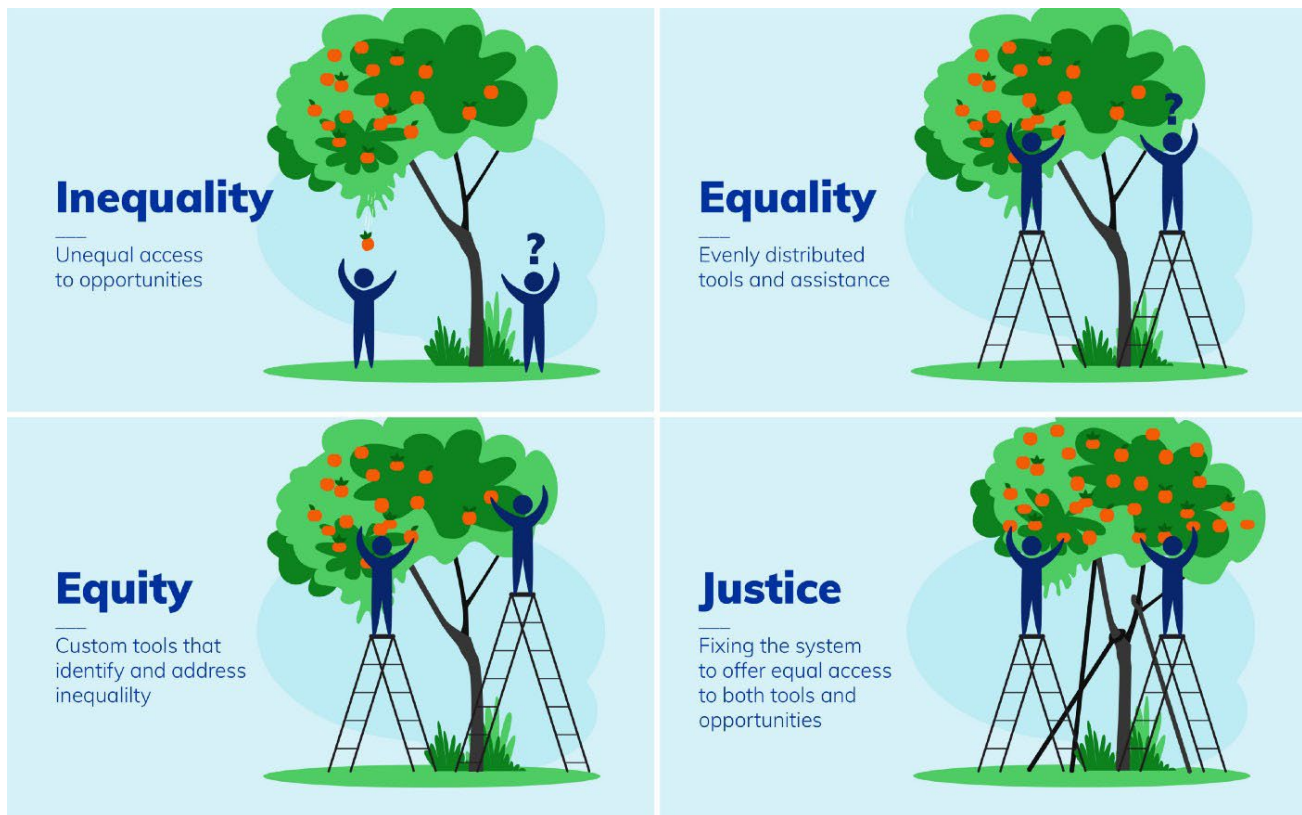 Inequality
Unequal access
to opportunities
?
Equality
Evenly distributed
tools and assistance
?
Equity
Custom tools that
identify and address
inequalilty
Justice
Fixing the system
to offer equal access
to both tools and
opportunities